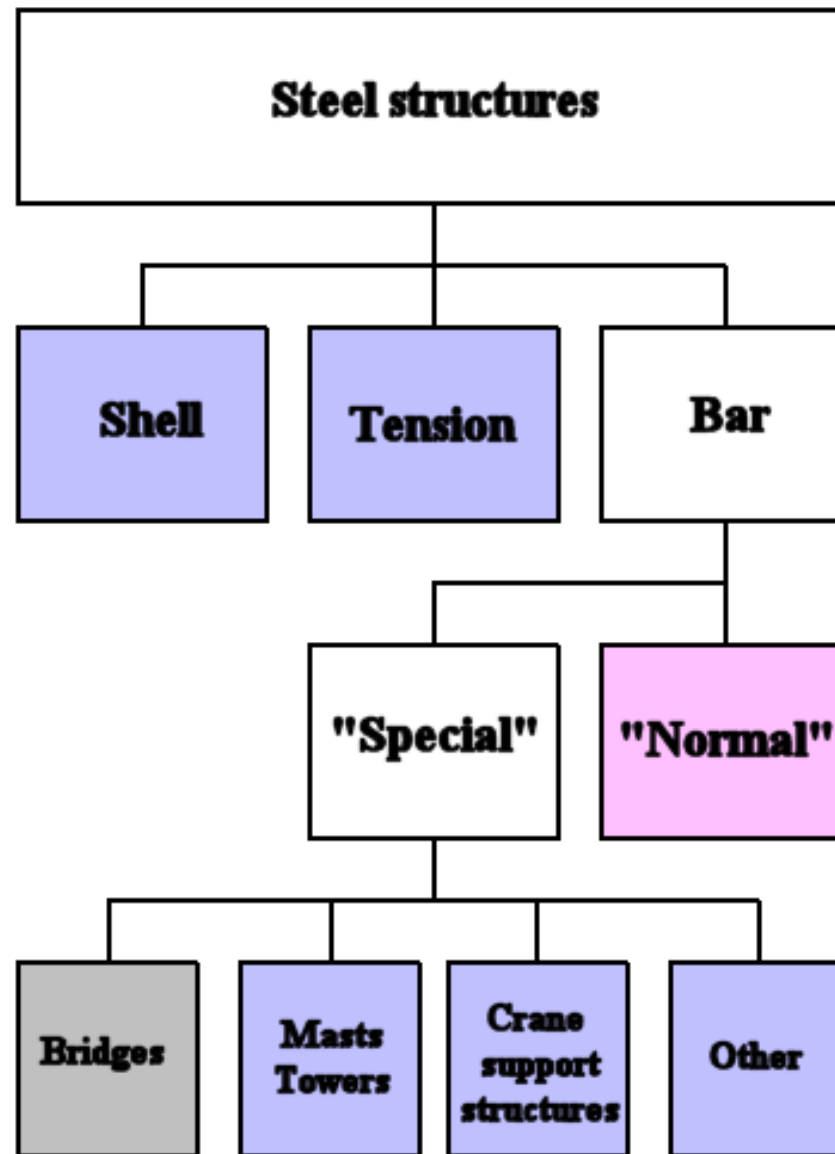 Steel structures
Shell
Tension
Bar
"Special"
"Normal"
Bridges
Masts
Towers
Crane
support
structures
Other